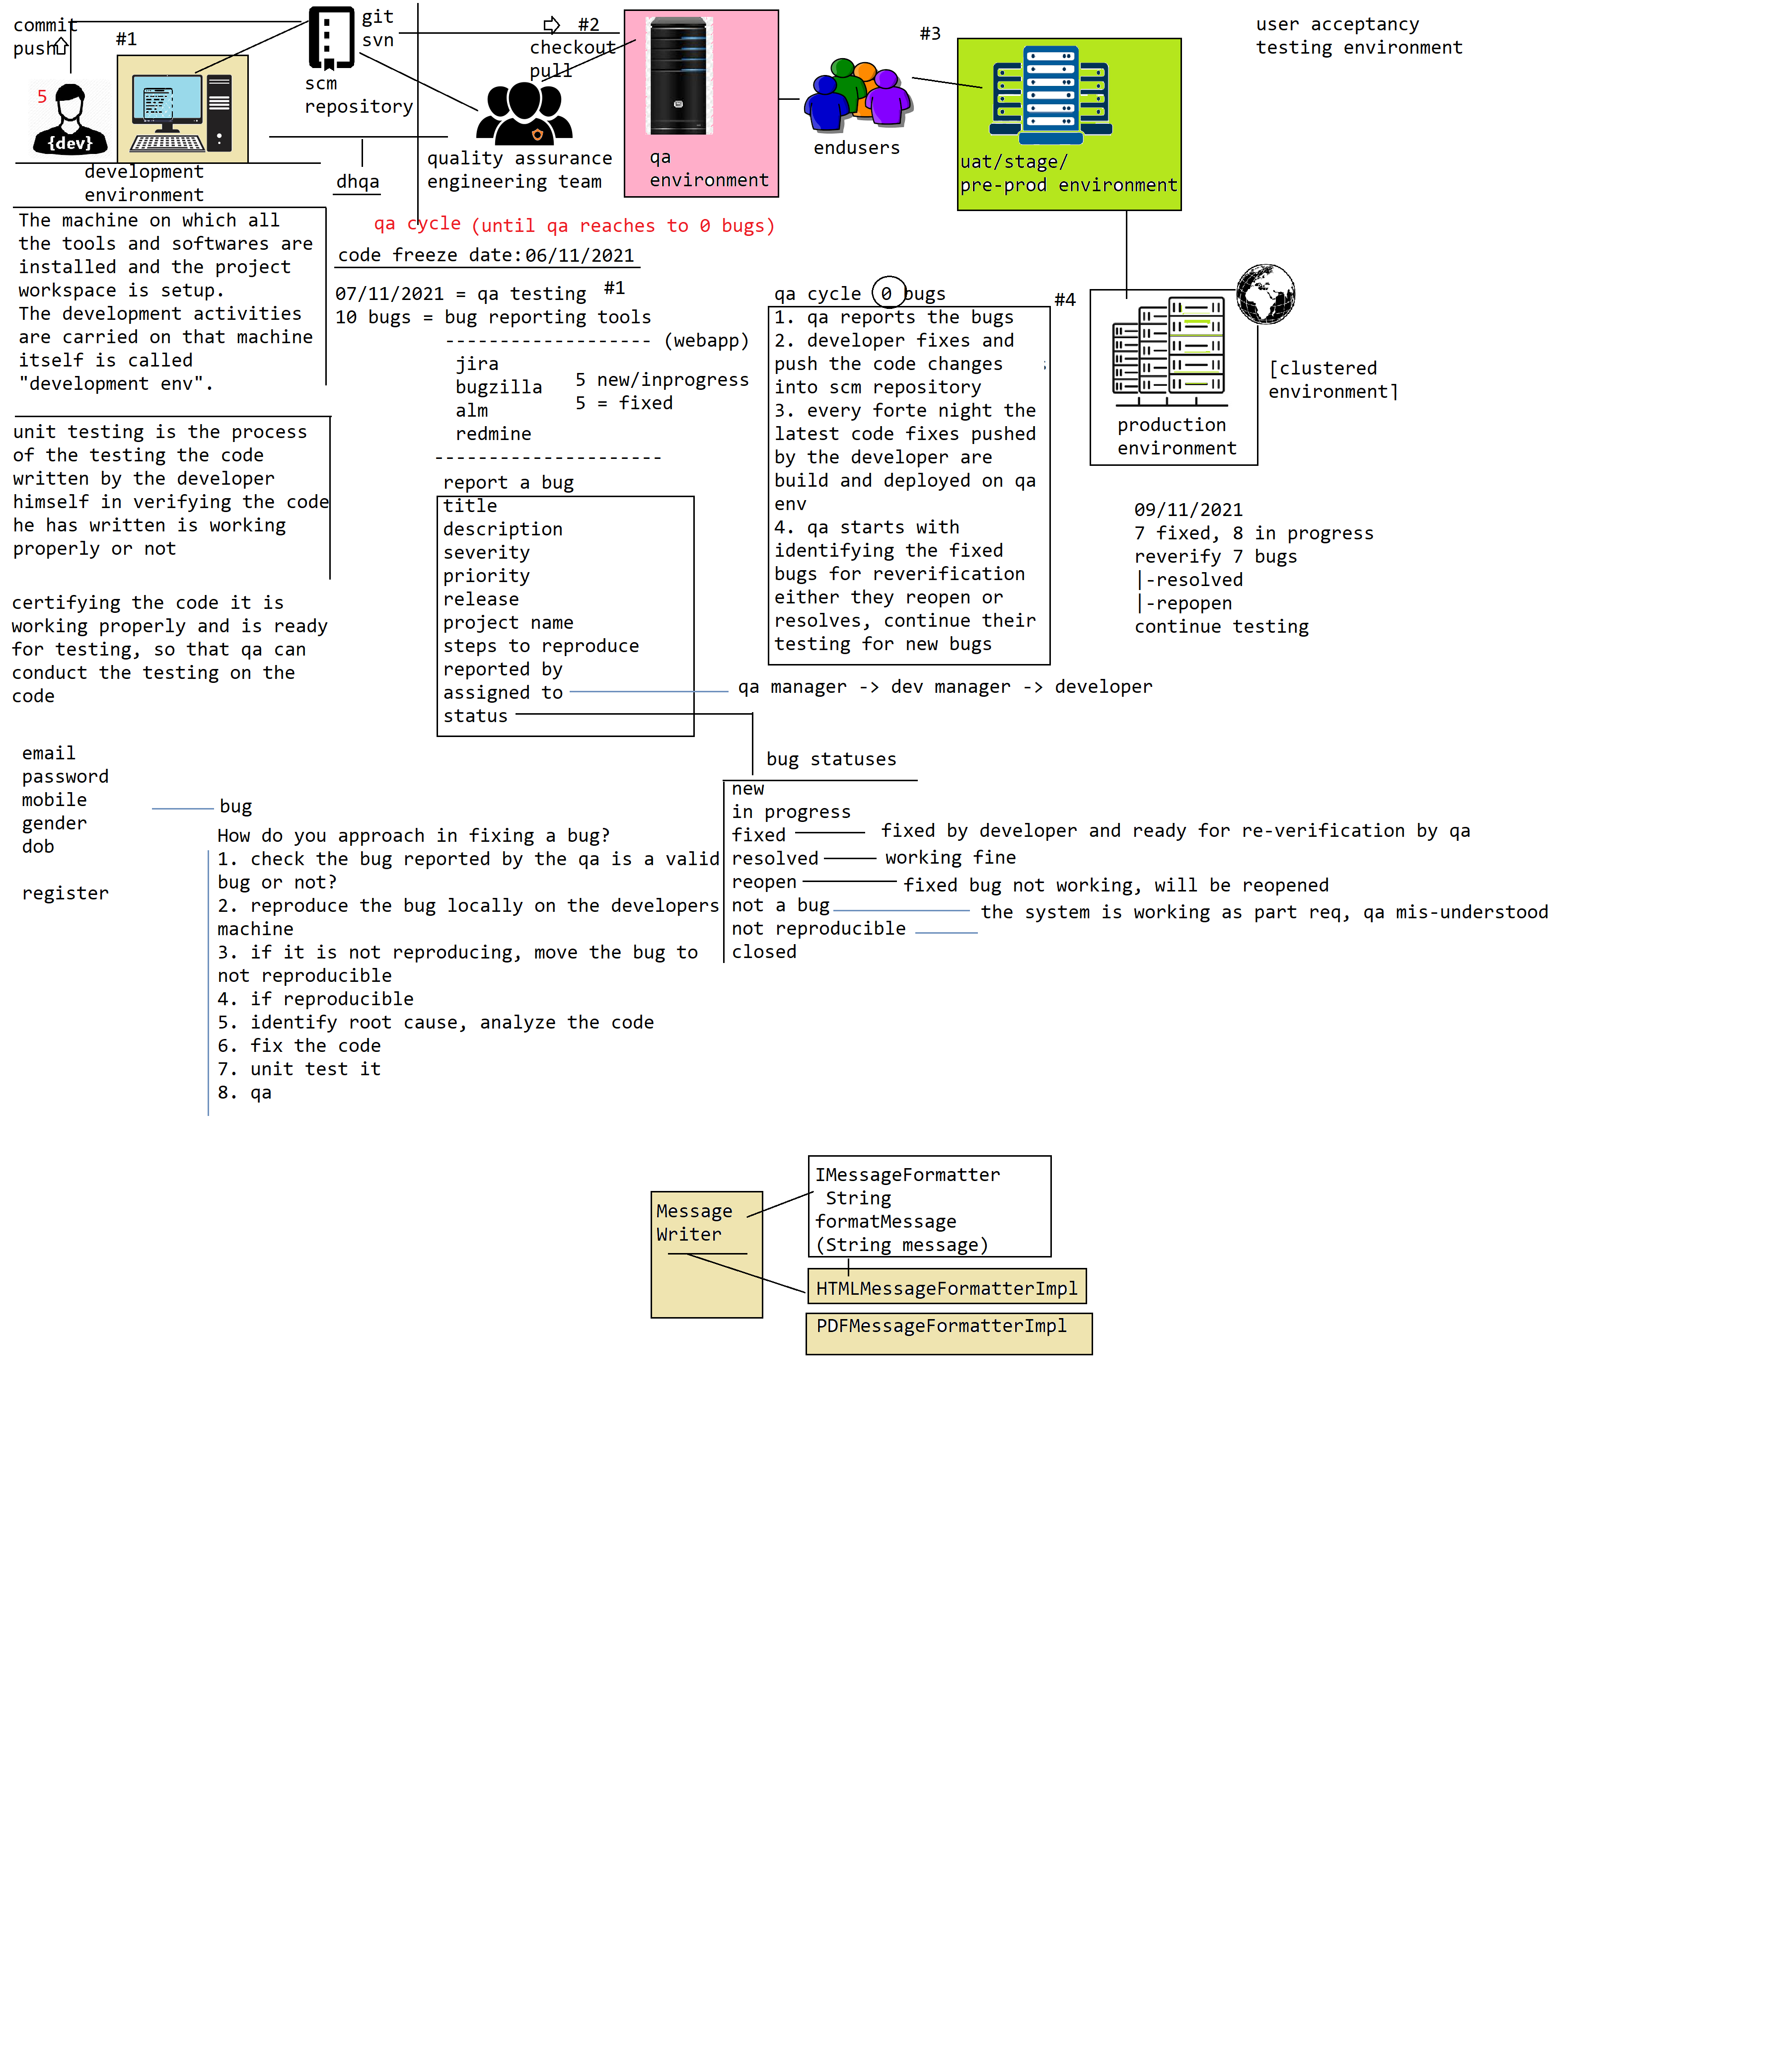 commit
push
#1
5
{dev}
development
environment
git
svn
scm
repository
dhqa
#2
checkout
pull
quality assurance
engineering team
qa
environment
endusers
#3
uat/stage/
pre-prod environment
user acceptancy
testing environment
The machine on which all
the tools and softwares are
installed and the project
workspace is setup.
The development activities
are carried on that machine
itself is called
"development env".
unit testing is the process
of the testing the code
written by the developer
himself in verifying the code
he has written is working
properly or not
certifying the code it is
working properly and is ready
for testing, so that qa can
conduct the testing on the
code
qa cycle (until qa reaches to 0 bugs)
code freeze date:06/11/2021
07/11/2021 = qa testing #1
10 bugs = bug reporting tools
------------------- (webapp)
jira
bugzilla
alm
redmine
5 new/inprogress
5 = fixed
---------------------
report a bug
title
description
severity
priority
release
project name
steps to reproduce
reported by
assigned to
status
qa manager -> dev manager -> developer
qa cycle 0 bugs
1. qa reports the bugs
2. developer fixes and
push the code changes
into scm repository
3. every forte night the
latest code fixes pushed
by the developer are
build and deployed on qa
env
4. qa starts with
identifying the fixed
bugs for reverification
either they reopen or
resolves, continue their
testing for new bugs
#4
production
environment
[clustered
environment]
09/11/2021
7 fixed, 8 in progress
reverify 7 bugs
|-resolved
|-repopen
continue testing
email
password
mobile
gender
dob
register
bug
How do you approach in fixing a bug?
1. check the bug reported by the qa is a valid
bug or not?
2. reproduce the bug locally on the developers
machine
3. if it is not reproducing, move the bug to
not reproducible
4. if reproducible
5. identify root cause, analyze the code
6. fix the code
7. unit test it
8. qa
bug statuses
new
in progress
fixed
resolved
reopen
not a bug
not reproducible
closed
fixed by developer and ready for re-verification by qa
working fine
fixed bug not working, will be reopened
the system is working as part req, qa mis-understood
Message
Writer
IMessageFormatter
String
formatMessage
(String message)
HTMLMessageFormatterImpl
PDFMessageFormatterImpl